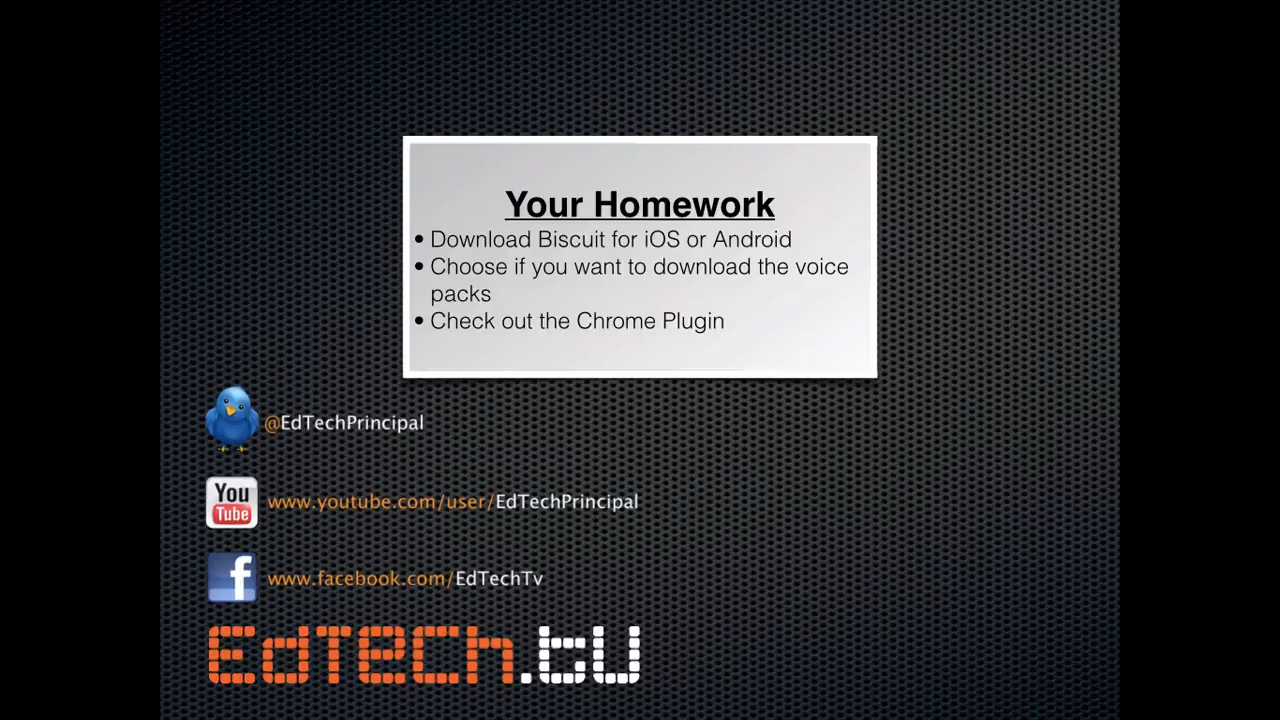 Your Homework
• Download Biscuit for iOS or Android
• Choose if you want to download the voice
packs
• Check out the Chrome Plugin
@EdTechPrincipal
You
Tube
www.youtube.com/user/EdTechPrincipal
f
www.facebook.com/EdTechTv
EdTeCh.tU